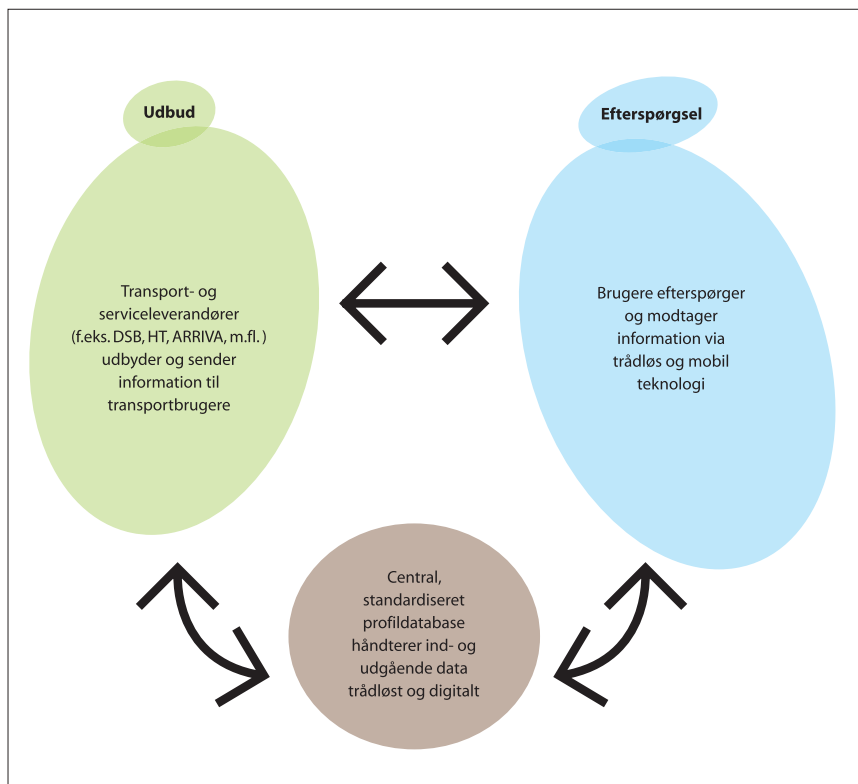 Udbud
Transport- og
serviceleverandører
(f.eks. DSB, HT, ARRIVA, m.fl. )
udbyder og sender
information til
transportbrugere
Efterspørgsel
Brugere efterspørger
og modtager
information via
trådløs og mobil
teknologi
Central,
standardiseret
profildatabase
håndterer ind- og
udgående data
trådløst og digitalt